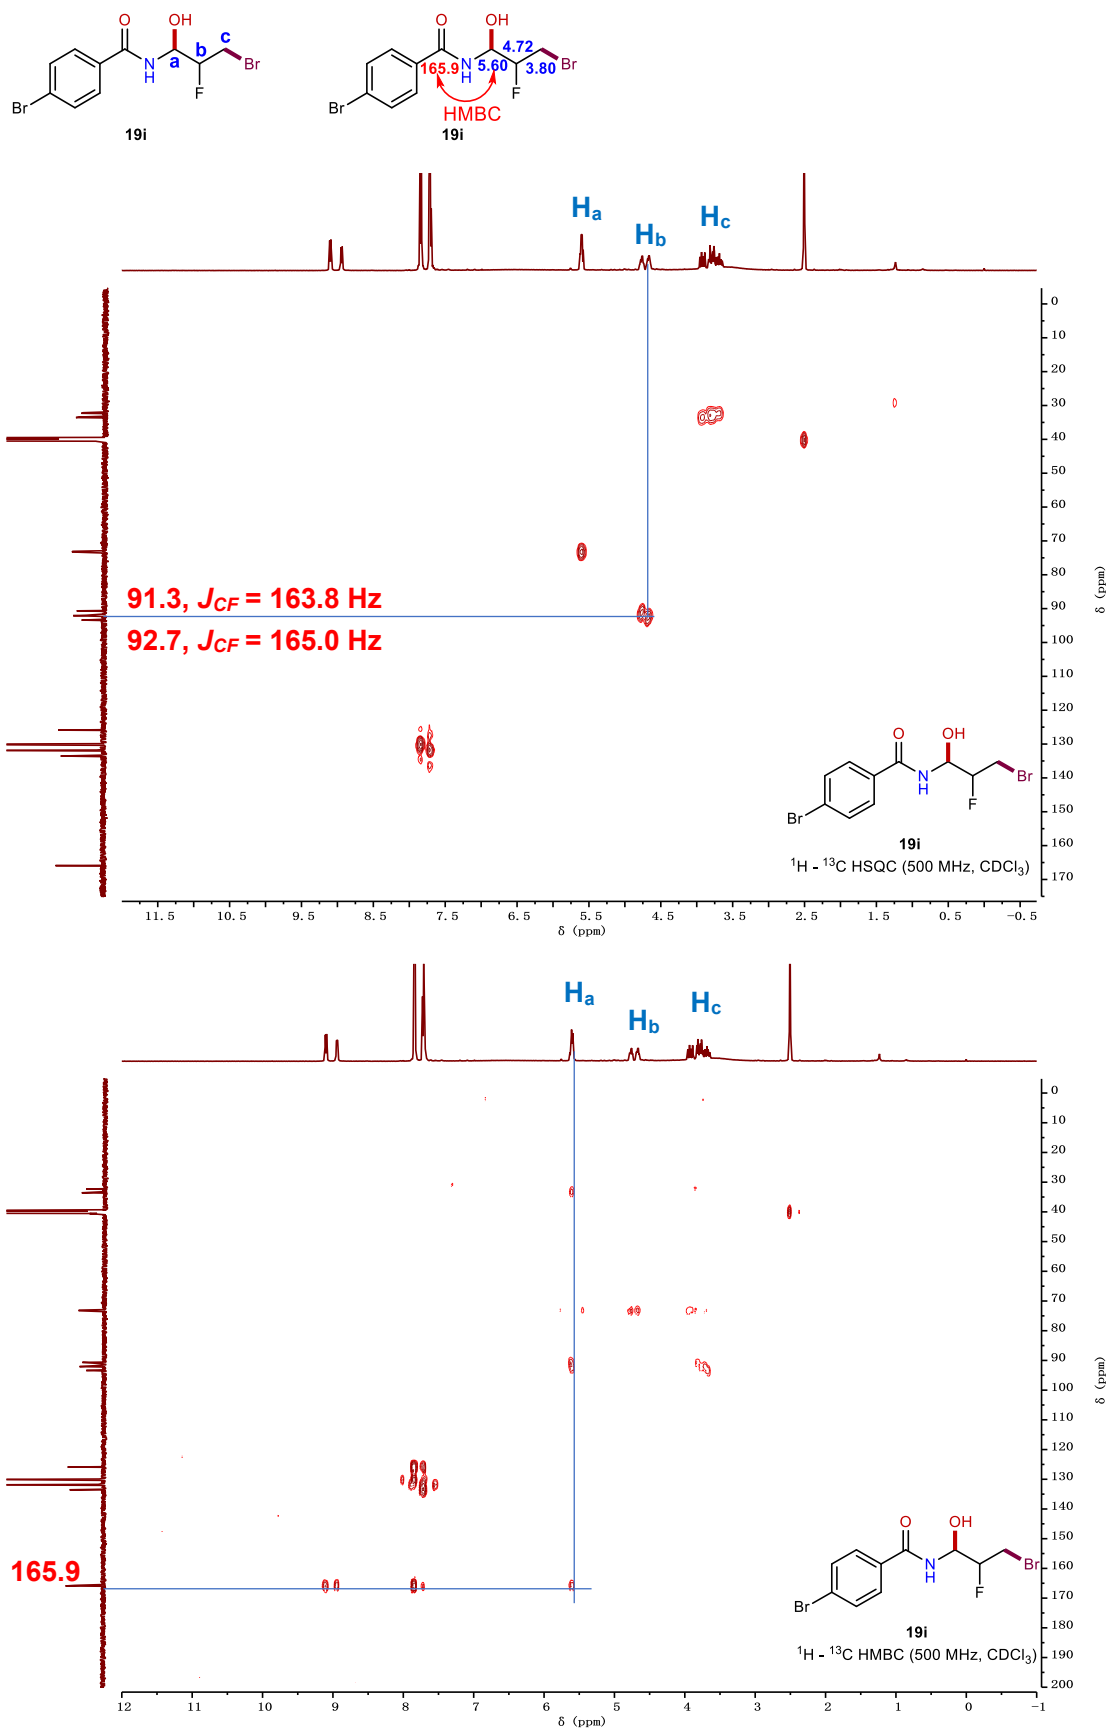 O OH
a b c
N
H
F
Br
Br
19i
O OH
165.9 5.60 4.72 3.80
N
H
F
Br
Br
HMBC
19i
Ha
Hb
Hc
91.3, JCF = 163.8 Hz
92.7, JCF = 165.0 Hz
0
10
20
30
40
50
60
70
80
90
100
110
120
130
140
150
160
170
δ (ppm)
O OH
N
H
F
Br
Br
19i
¹H - ¹³C HSQC (500 MHz, CDCl₃)
11.5 10.5 9.5 8.5 7.5 6.5 5.5 4.5 3.5 2.5 1.5 0.5 -0.5
δ (ppm)
Ha
Hb
Hc
165.9
0
10
20
30
40
50
60
70
80
90
100
110
120
130
140
150
160
170
180
190
200
δ (ppm)
O OH
N
H
F
Br
Br
19i
¹H - ¹³C HMBC (500 MHz, CDCl₃)
12 11 10 9 8 7 6 5 4 3 2 1 0 -1
δ (ppm)